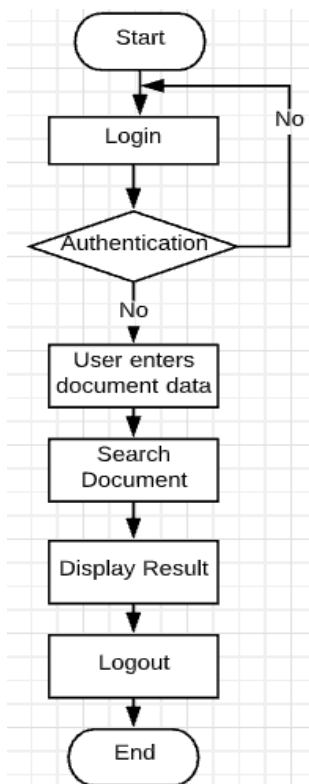 Start
No
Login
Authentication
No
User enters
document data
Search
Document
Display Result
Logout
End